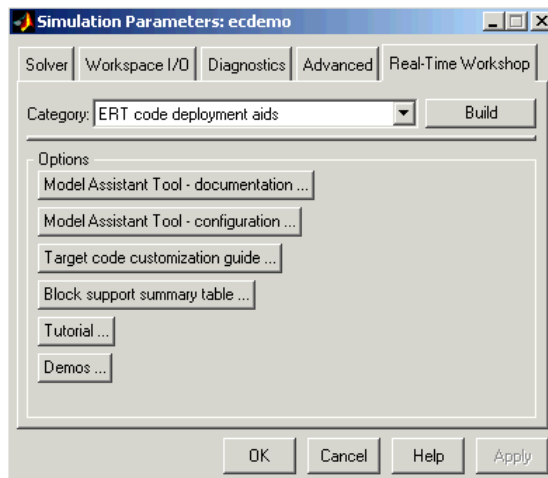 Simulation Parameters: ecdemo
Solver Workspace I/O Diagnostics Advanced Real-Time Workshop
Category: ERT code deployment aids Build
Options
Model Assistant Tool - documentation ...
Model Assistant Tool - configuration ...
Target code customization guide ...
Block support summary table ...
Tutorial ...
Demos ...
OK Cancel Help Apply